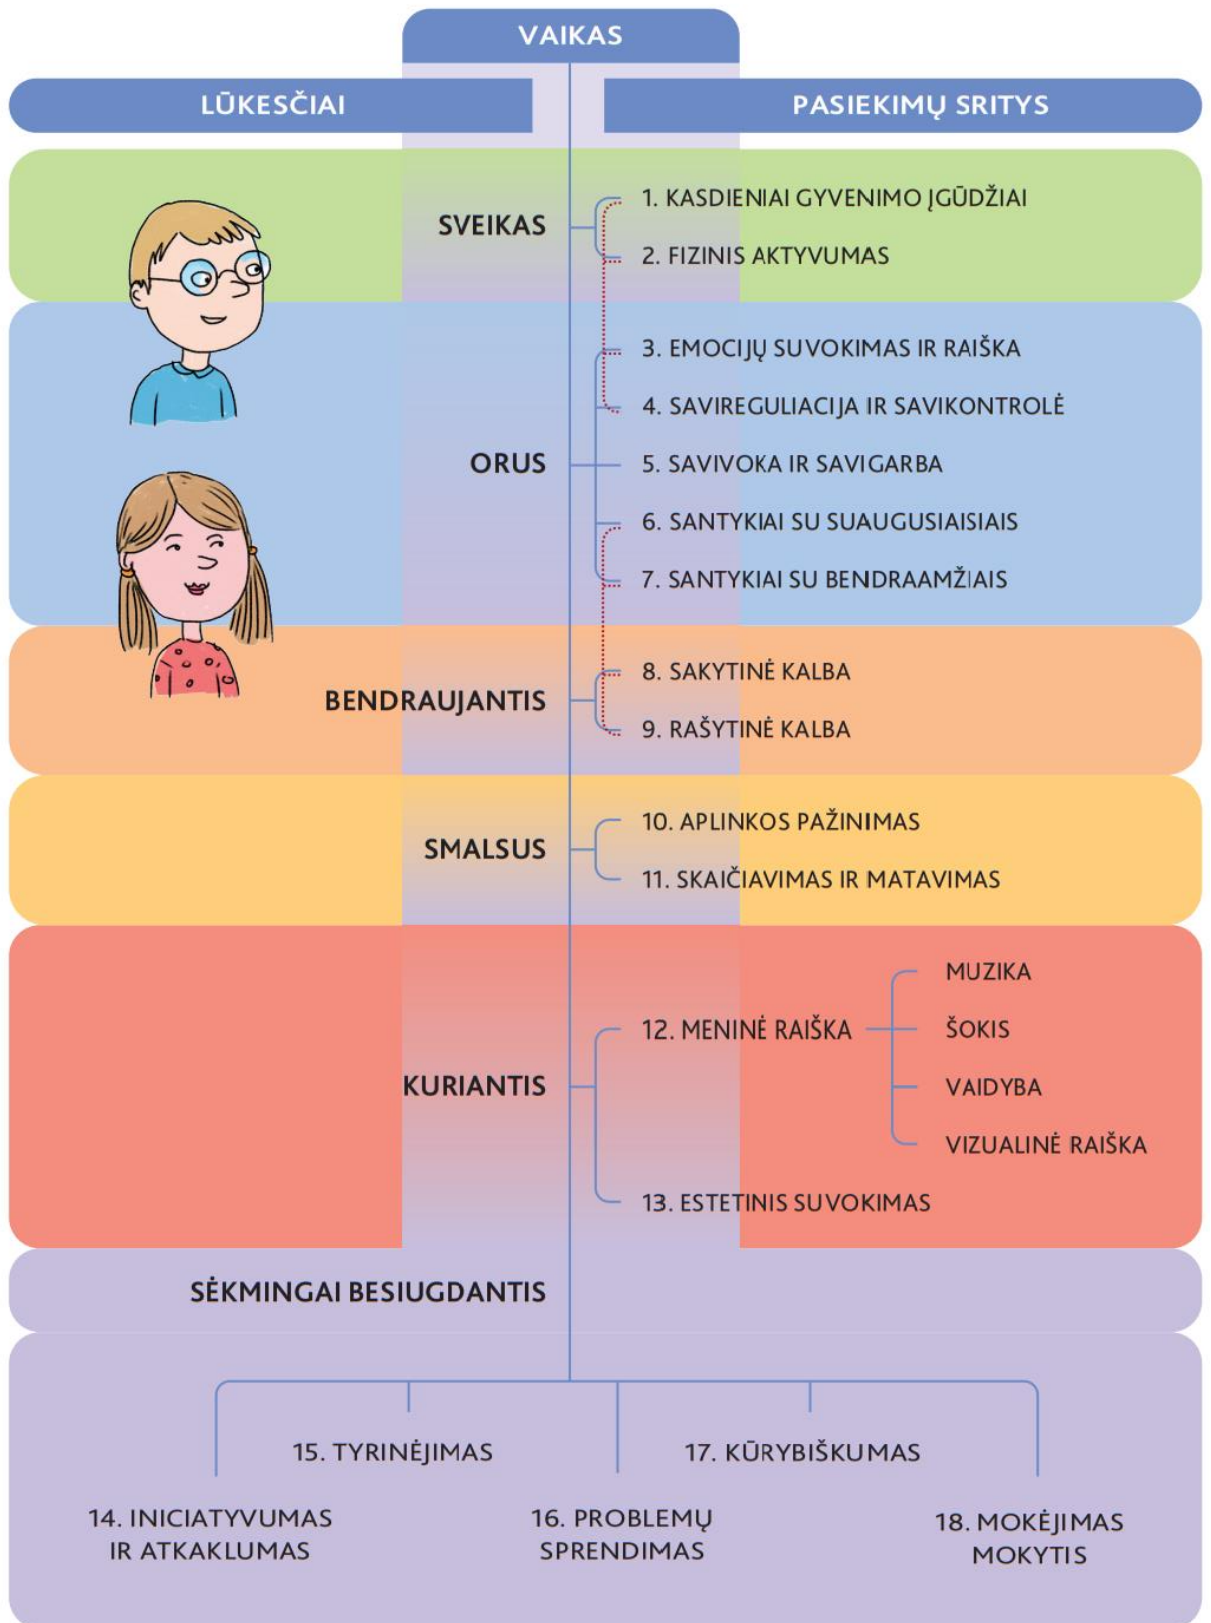 VAIKAS
LŪKESČIAI
PASIEKIMŲ SRITYS
SVEIKAS
1. KASDIENIAI GYVENIMO ĮGŪDŽIAI
2. FIZINIS AKTYVUMAS
ORUS
3. EMOCIJŲ SUVOKIMAS IR RAIŠKA
4. SAVIREGULIACIJA IR SAVIKONTROLĖ
5. SAVIVOKA IR SAVIGARBA
6. SANTYKIAI SU SUAUGUSIAISIAIS
7. SANTYKIAI SU BENDRAAMŽIAIS
BENDRAUJANTIS
8. SAKYTINĖ KALBA
9. RAŠYTINĖ KALBA
SMALSUS
10. APLINKOS PAŽINIMAS
11. SKAIČIAVIMAS IR MATAVIMAS
KURIANTIS
12. MENINĖ RAIŠKA
MUZIKA
ŠOKIS
VAIDYBA
VIZUALINĖ RAIŠKA
13. ESTETINIS SUVOKIMAS
SĖKMINGAI BESIUGDANTIS
14. INICIATYVUMAS
IR ATKAKLUMAS
15. TYRINĖJIMAS
16. PROBLEMŲ
SPRENDIMAS
17. KŪRYBIŠKUMAS
18. MOKĖJIMAS
MOKYTIS